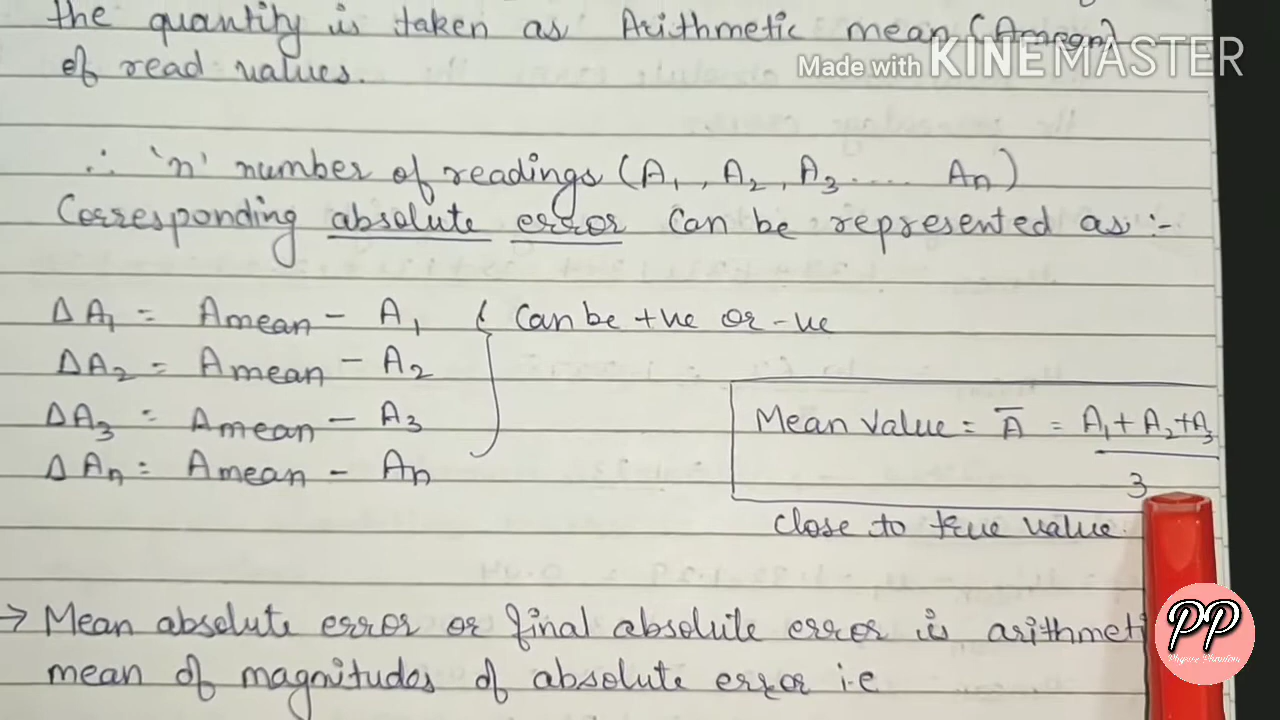 the quantity is taken as Arithmetic mean (Amean)
of read values.
Made with KINEMASTER
∴ 'n' number of readings (A₁, A₂, A₃ ..... An)
Corresponding absolute error can be represented as :-
ΔA₁ = Amean - A₁ { can be +ve or -ve
ΔA₂ = Amean - A₂
ΔA₃ = Amean - A₃
ΔAn = Amean - An
Mean value = A̅ = A₁ + A₂ + A₃
3
close to true value.
→ Mean absolute error or final absolute error is arithmeti
mean of magnitudes of absolute error i.e
PP